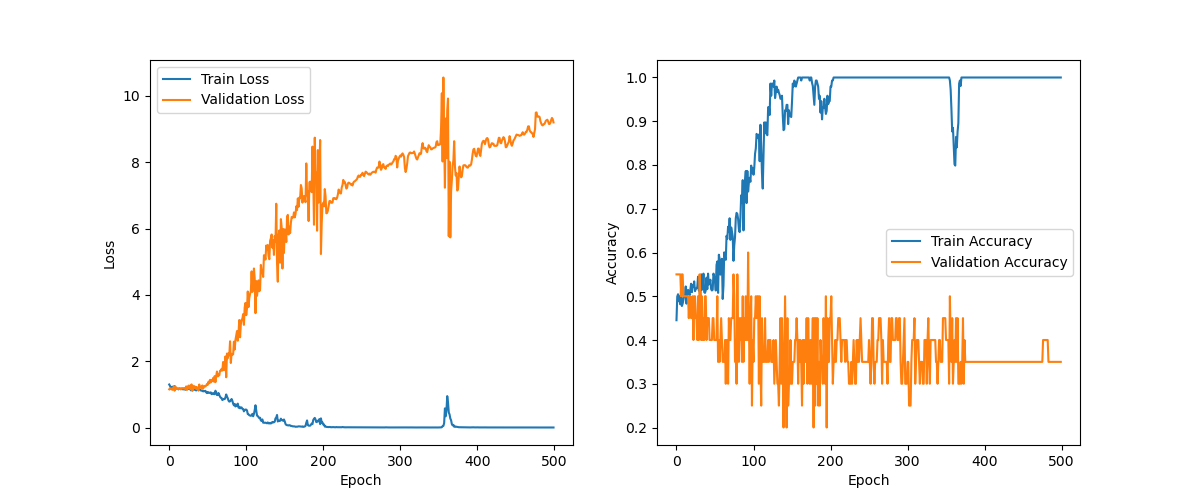 Train Loss
Validation Loss
10
8
6
4
2
0
0 100 200 300 400 500
Epoch
Loss
1.0
0.9
0.8
0.7
0.6
0.5
0.4
0.3
0.2
Train Accuracy
Validation Accuracy
0 100 200 300 400 500
Epoch
Accuracy